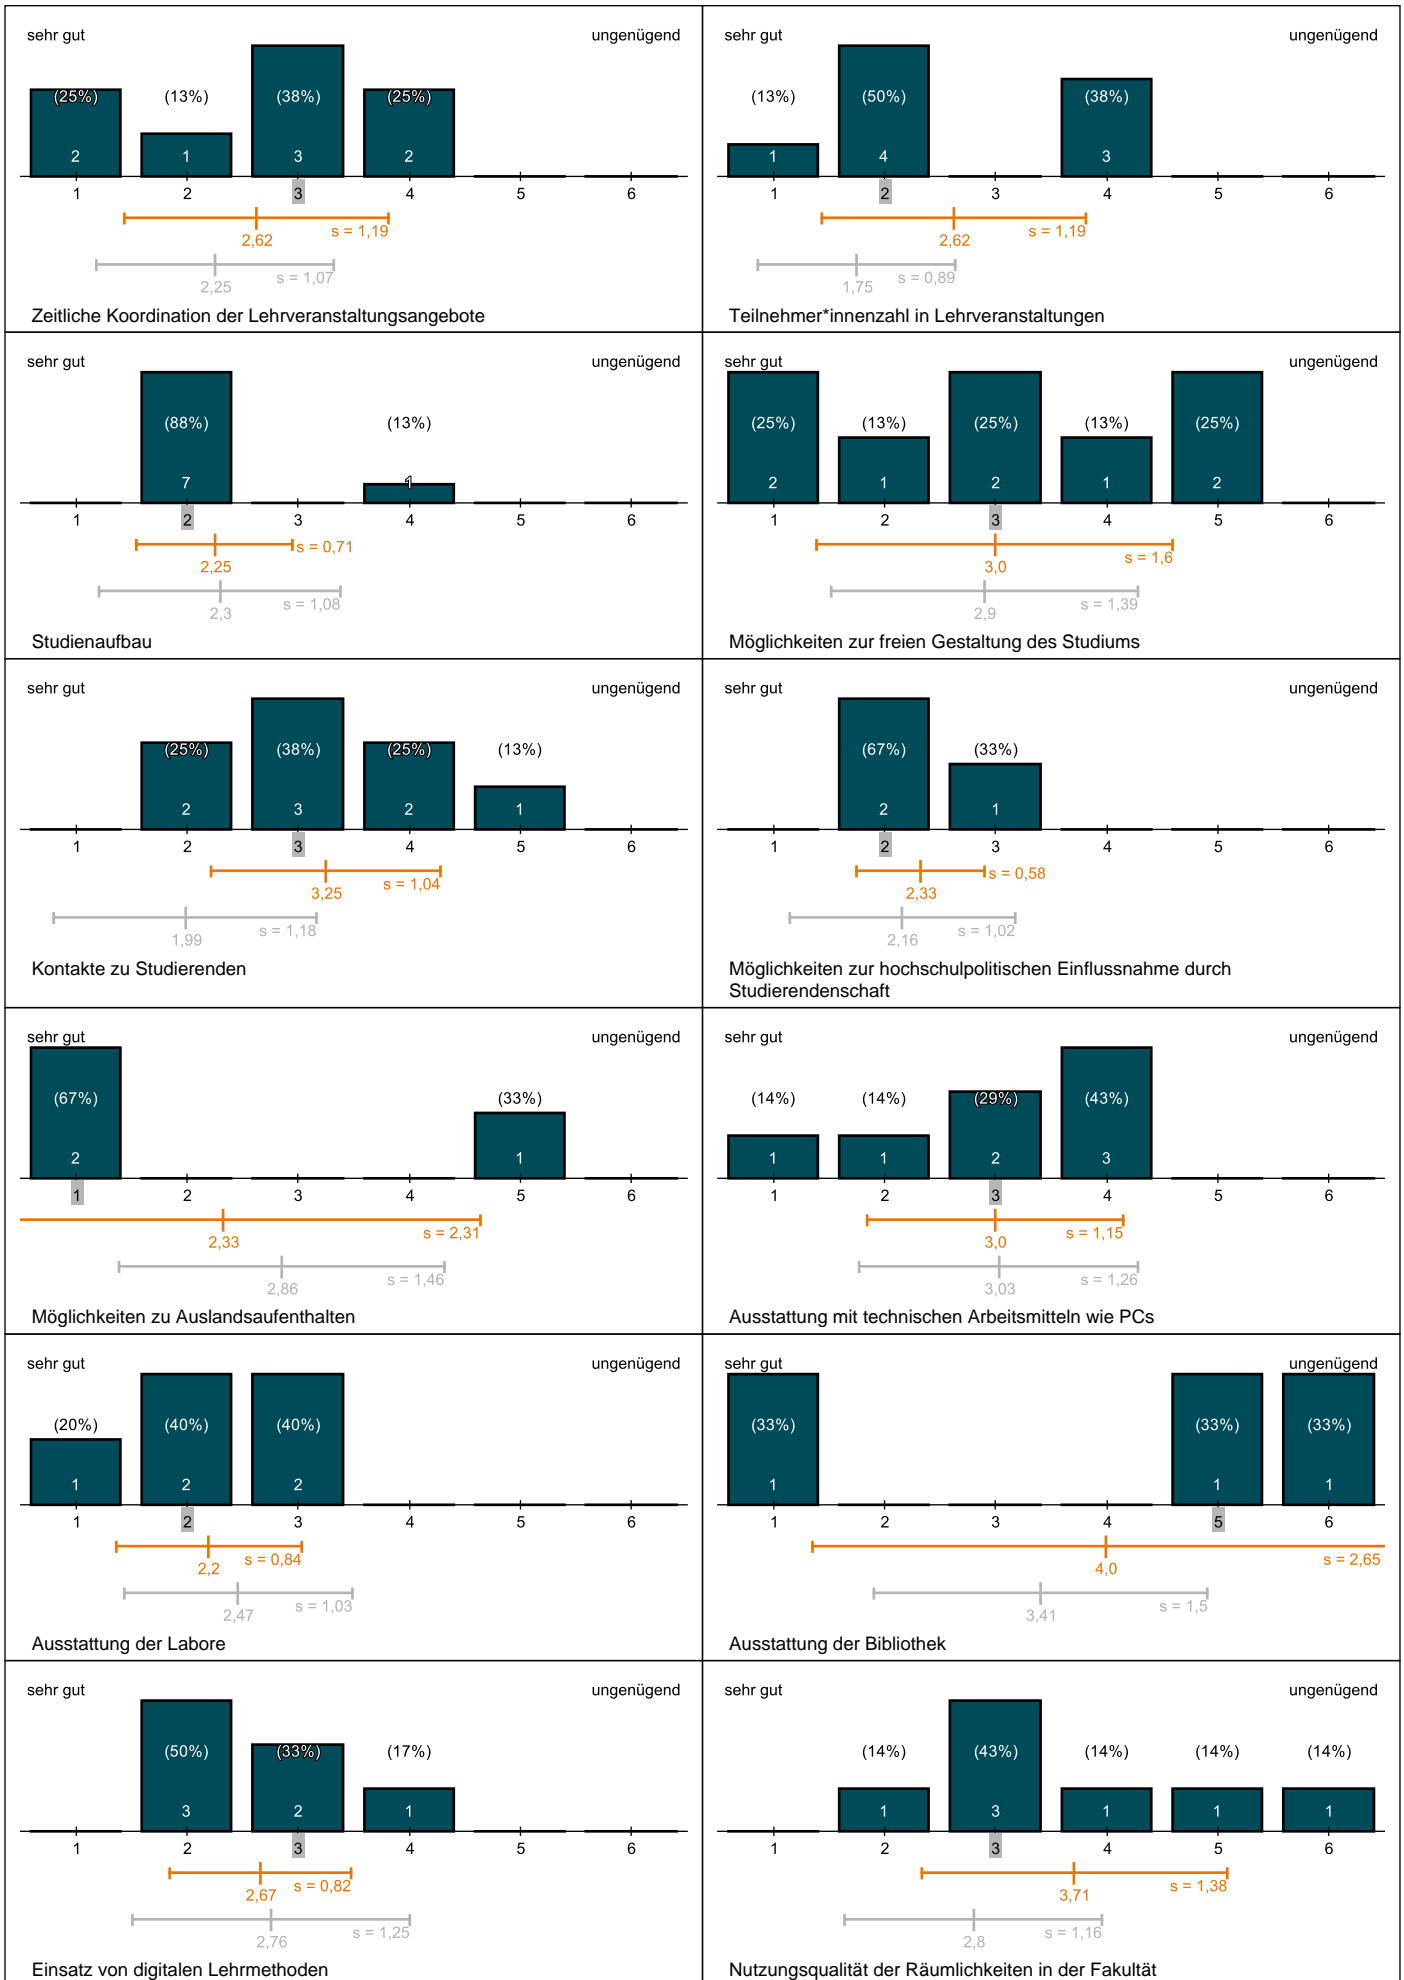 sehr gut
ungenügend
(25%)
(13%)
(38%)
(25%)
2
1
3
2
1
2
3
4
5
6
2,62
s = 1,19
2,25
s = 1,07
Zeitliche Koordination der Lehrveranstaltungsangebote
sehr gut
ungenügend
(13%)
(50%)
(38%)
1
4
3
1
2
3
4
5
6
2,62
s = 1,19
1,75
s = 0,89
Teilnehmer*innenzahl in Lehrveranstaltungen
sehr gut
ungenügend
(88%)
(13%)
7
1
1
2
3
4
5
6
2,25
s = 0,71
2,3
s = 1,08
Studienaufbau
sehr gut
ungenügend
(25%)
(13%)
(25%)
(13%)
(25%)
2
1
2
1
2
1
2
3
4
5
6
3,0
s = 1,6
2,9
s = 1,39
Möglichkeiten zur freien Gestaltung des Studiums
sehr gut
ungenügend
(25%)
(38%)
(25%)
(13%)
2
3
2
1
1
2
3
4
5
6
3,25
s = 1,04
1,99
s = 1,18
Kontakte zu Studierenden
sehr gut
ungenügend
(67%)
(33%)
2
1
1
2
3
4
5
6
2,33
s = 0,58
2,16
s = 1,02
Möglichkeiten zur hochschulpolitischen Einflussnahme durch
Studierendenschaft
sehr gut
ungenügend
(67%)
(33%)
2
1
1
2
3
4
5
6
2,33
s = 2,31
2,86
s = 1,46
Möglichkeiten zu Auslandsaufenthalten
sehr gut
ungenügend
(14%)
(14%)
(29%)
(43%)
1
1
2
3
1
2
3
4
5
6
3,0
s = 1,15
3,03
s = 1,26
Ausstattung mit technischen Arbeitsmitteln wie PCs
sehr gut
ungenügend
(20%)
(40%)
(40%)
1
2
2
1
2
3
4
5
6
2,2
s = 0,84
2,47
s = 1,03
Ausstattung der Labore
sehr gut
ungenügend
(33%)
(33%)
(33%)
1
1
1
1
2
3
4
5
6
4,0
s = 2,65
3,41
s = 1,5
Ausstattung der Bibliothek
sehr gut
ungenügend
(50%)
(33%)
(17%)
3
2
1
1
2
3
4
5
6
2,67
s = 0,82
2,76
s = 1,25
Einsatz von digitalen Lehrmethoden
sehr gut
ungenügend
(14%)
(43%)
(14%)
(14%)
(14%)
1
3
1
1
1
1
2
3
4
5
6
3,71
s = 1,38
2,8
s = 1,16
Nutzungsqualität der Räumlichkeiten in der Fakultät